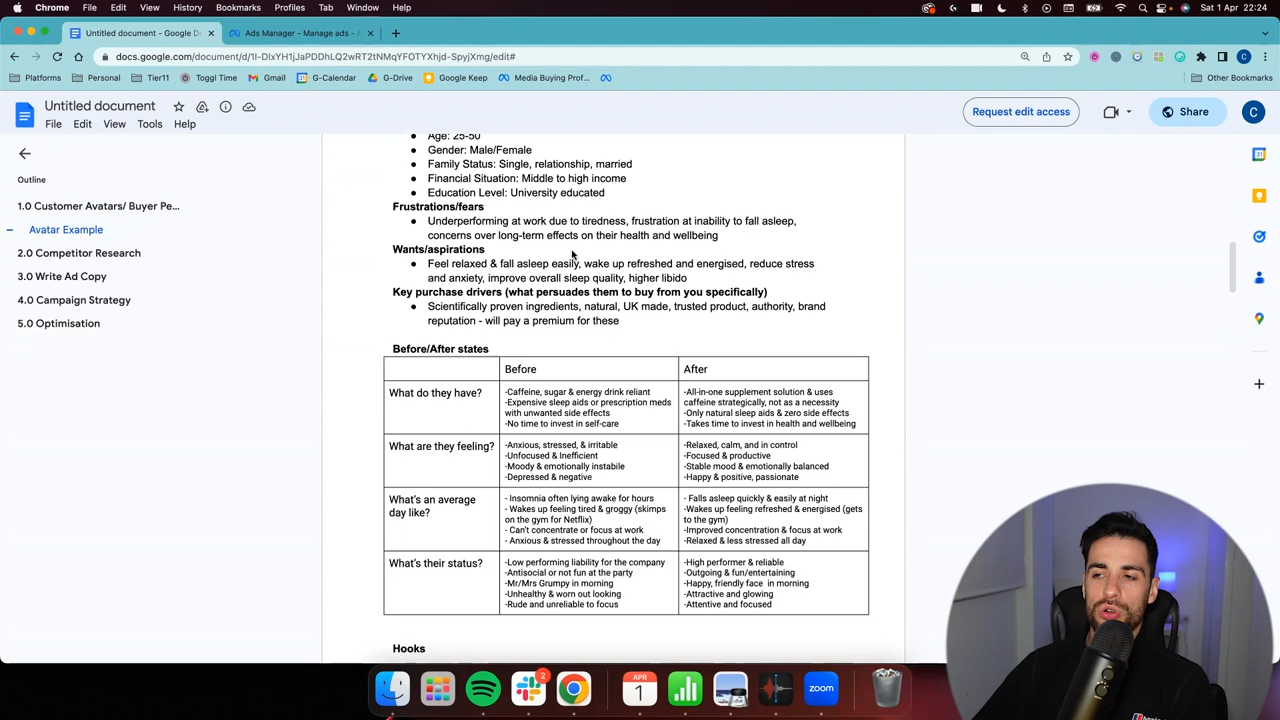 Chrome File Edit View History Bookmarks Profiles Tab Window Help Sat 1 Apr 22:24
Untitled document - Google D Ads Manager - Manage ads - A
docs.google.com/document/d/1I-DIxYH1jJaPDDhLQ2wRT2tNMqYFOTYXhjd-SpyjXmg/edit#
Platforms Personal Tier11 Toggl Time Gmail G-Calendar G-Drive Google Keep Media Buying Prof... Other Bookmarks
Untitled document
File Edit View Tools Help
Request edit access
Share
C
Outline
1.0 Customer Avatars/ Buyer Pe...
Avatar Example
2.0 Competitor Research
3.0 Write Ad Copy
4.0 Campaign Strategy
5.0 Optimisation
● Age: 25-50
● Gender: Male/Female
● Family Status: Single, relationship, married
● Financial Situation: Middle to high income
● Education Level: University educated
Frustrations/fears
● Underperforming at work due to tiredness, frustration at inability to fall asleep,
concerns over long-term effects on their health and wellbeing
Wants/aspirations
● Feel relaxed & fall asleep easily, wake up refreshed and energised, reduce stress
and anxiety, improve overall sleep quality, higher libido
Key purchase drivers (what persuades them to buy from you specifically)
● Scientifically proven ingredients, natural, UK made, trusted product, authority, brand
reputation - will pay a premium for these
Before/After states
Before After
What do they have?
-Caffeine, sugar & energy drink reliant
-Expensive sleep aids or prescription meds
with unwanted side effects
-No time to invest in self-care
-All-in-one supplement solution & uses
caffeine strategically, not as a necessity
-Only natural sleep aids & zero side effects
-Takes time to invest in health and wellbeing
What are they feeling?
-Anxious, stressed, & irritable
-Unfocused & Inefficient
-Moody & emotionally instabile
-Depressed & negative
-Relaxed, calm, and in control
-Focused & productive
-Stable mood & emotionally balanced
-Happy & positive, passionate
What's an average
day like?
- Insomnia often lying awake for hours
- Wakes up feeling tired & groggy (skimps
on the gym for Netflix)
- Can't concentrate or focus at work
- Anxious & stressed throughout the day
- Falls asleep quickly & easily at night
-Wakes up feeling refreshed & energised (gets
to the gym)
-Improved concentration & focus at work
-Relaxed & less stressed all day
What's their status?
-Low performing liability for the company
-Antisocial or not fun at the party
-Mr/Mrs Grumpy in morning
-Unhealthy & worn out looking
-Rude and unreliable to focus
-High performer & reliable
-Outgoing & fun/entertaining
-Happy, friendly face in morning
-Attractive and glowing
-Attentive and focused
Hooks
2
APR
1
zoom